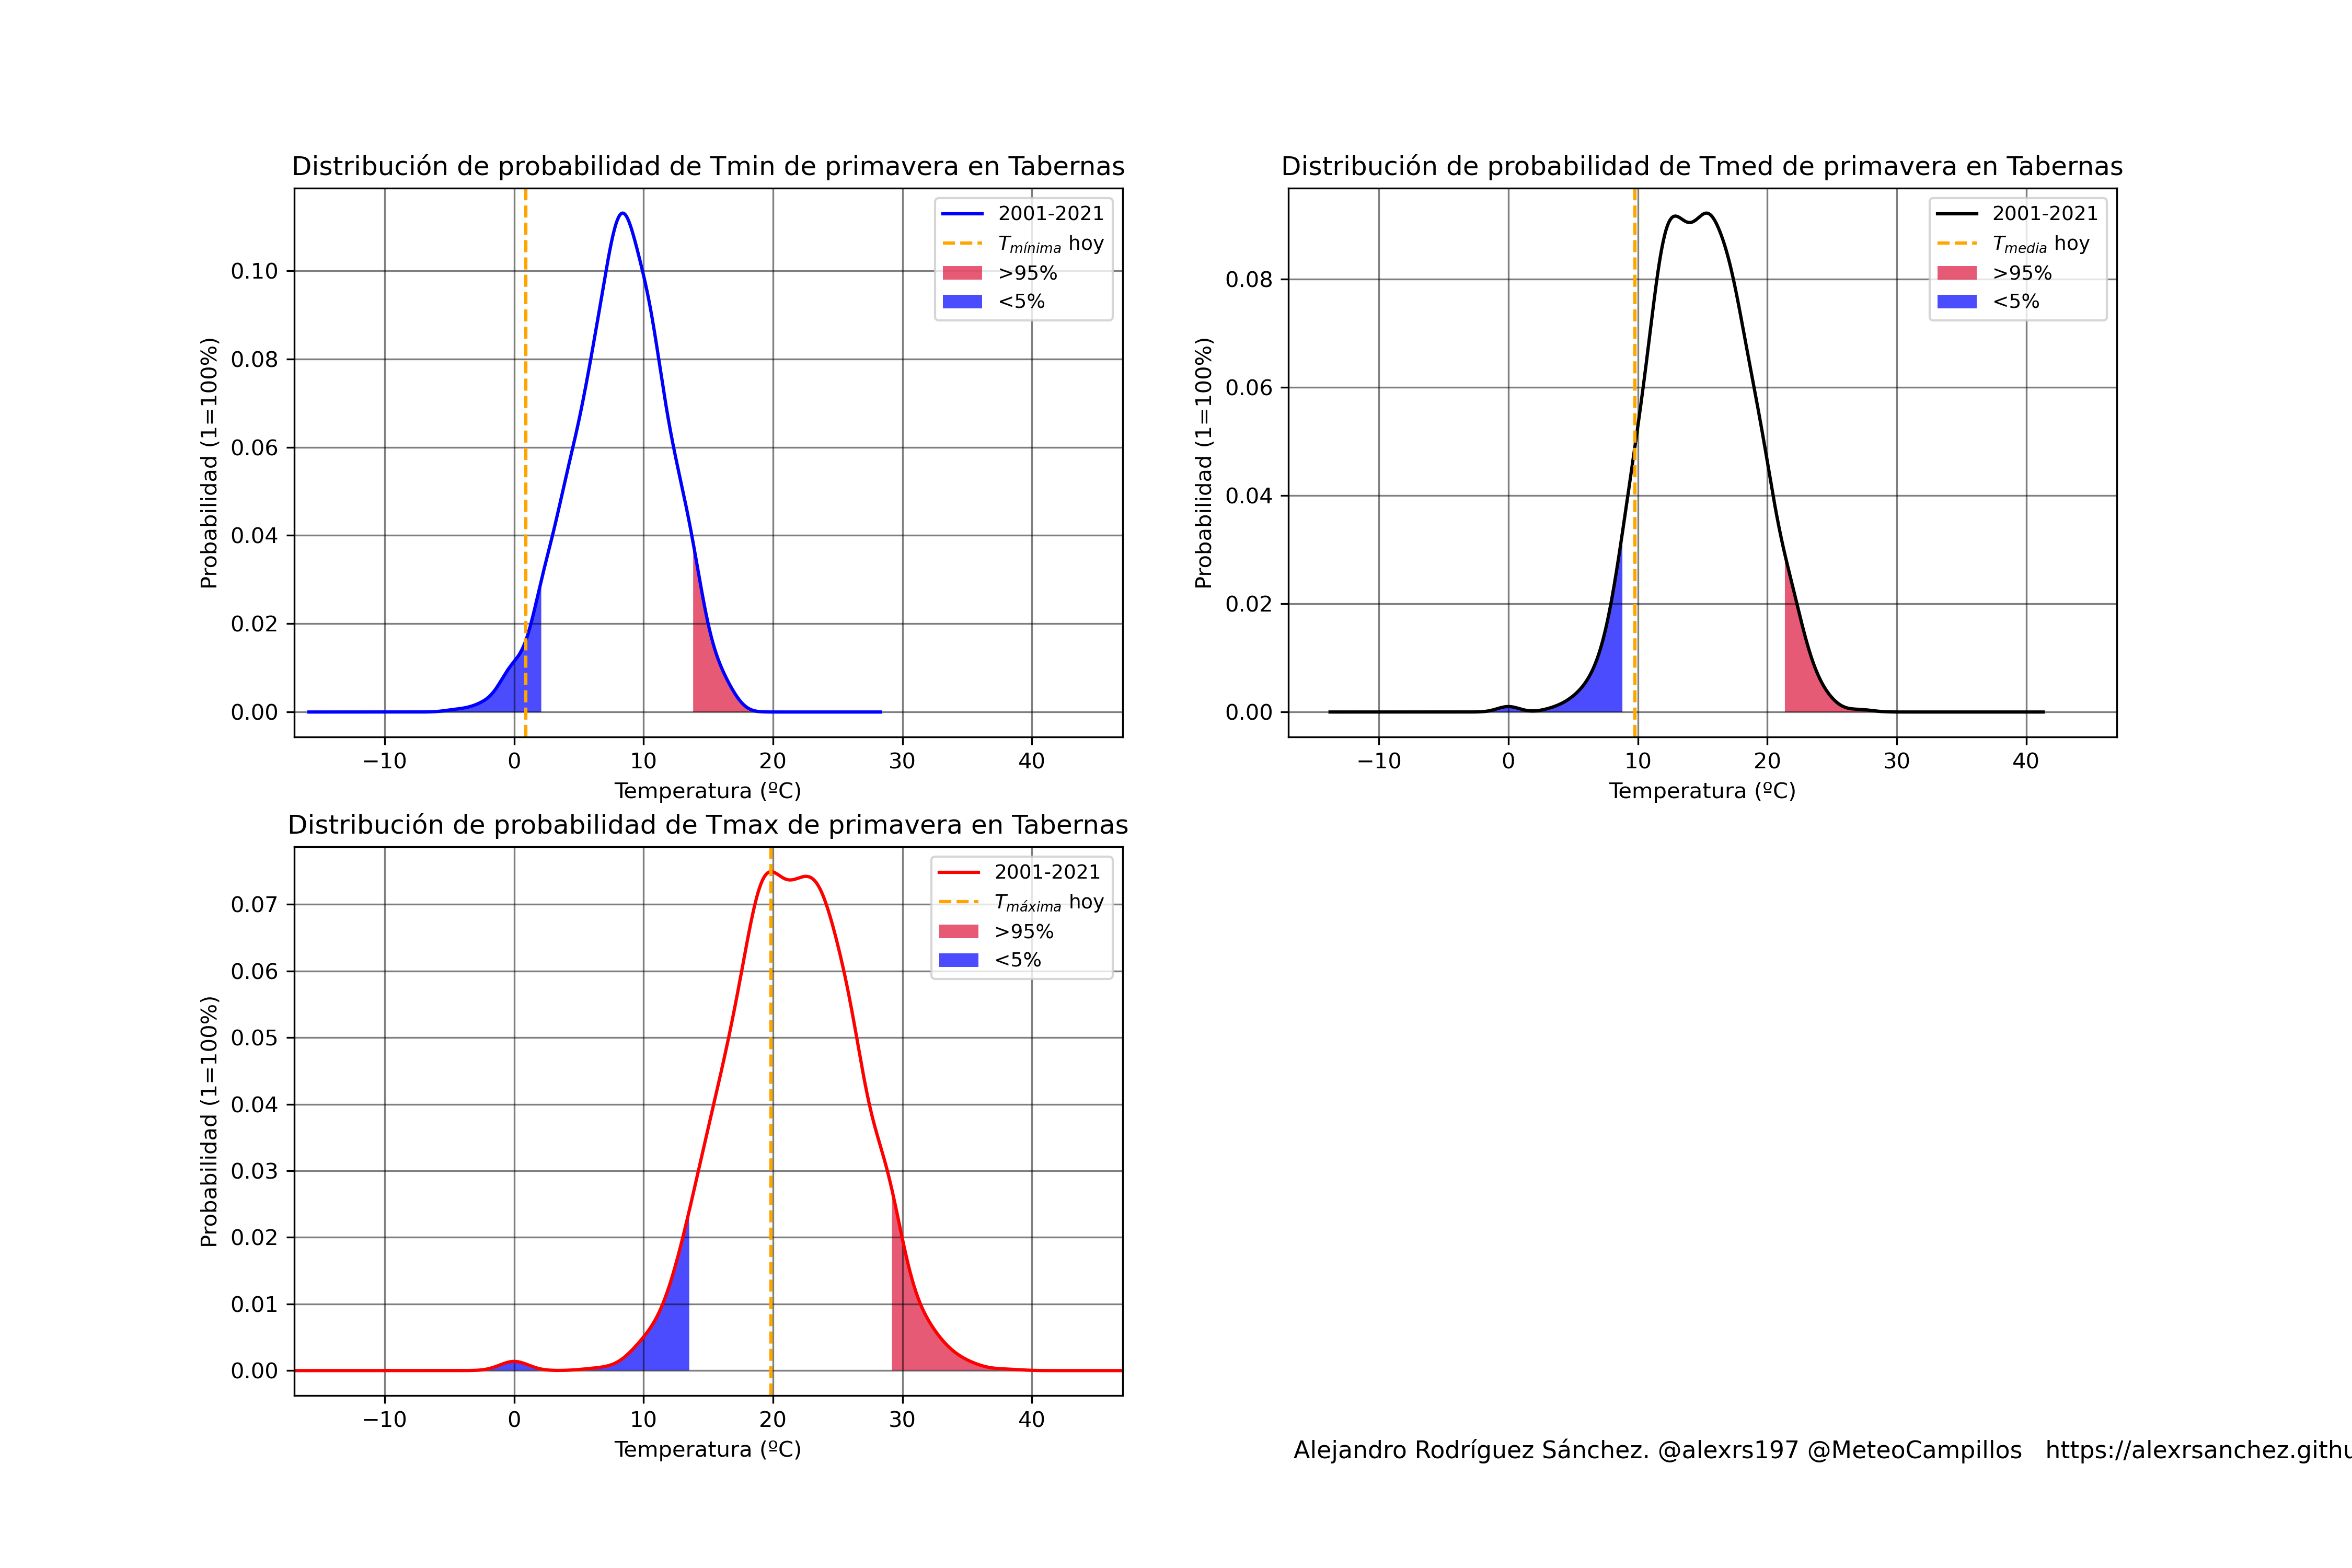 Distribución de probabilidad de Tmin de primavera en Tabernas
Probabilidad (1=100%)
0.10
0.08
0.06
0.04
0.02
0.00
−10 0 10 20 30 40
Temperatura (ºC)
2001-2021
Tmínima hoy
>95%
<5%
Distribución de probabilidad de Tmed de primavera en Tabernas
Probabilidad (1=100%)
0.08
0.06
0.04
0.02
0.00
−10 0 10 20 30 40
Temperatura (ºC)
2001-2021
Tmedia hoy
>95%
<5%
Distribución de probabilidad de Tmax de primavera en Tabernas
Probabilidad (1=100%)
0.07
0.06
0.05
0.04
0.03
0.02
0.01
0.00
−10 0 10 20 30 40
Temperatura (ºC)
2001-2021
Tmáxima hoy
>95%
<5%
Alejandro Rodríguez Sánchez. @alexrs197 @MeteoCampillos https://alexrsanchez.githu